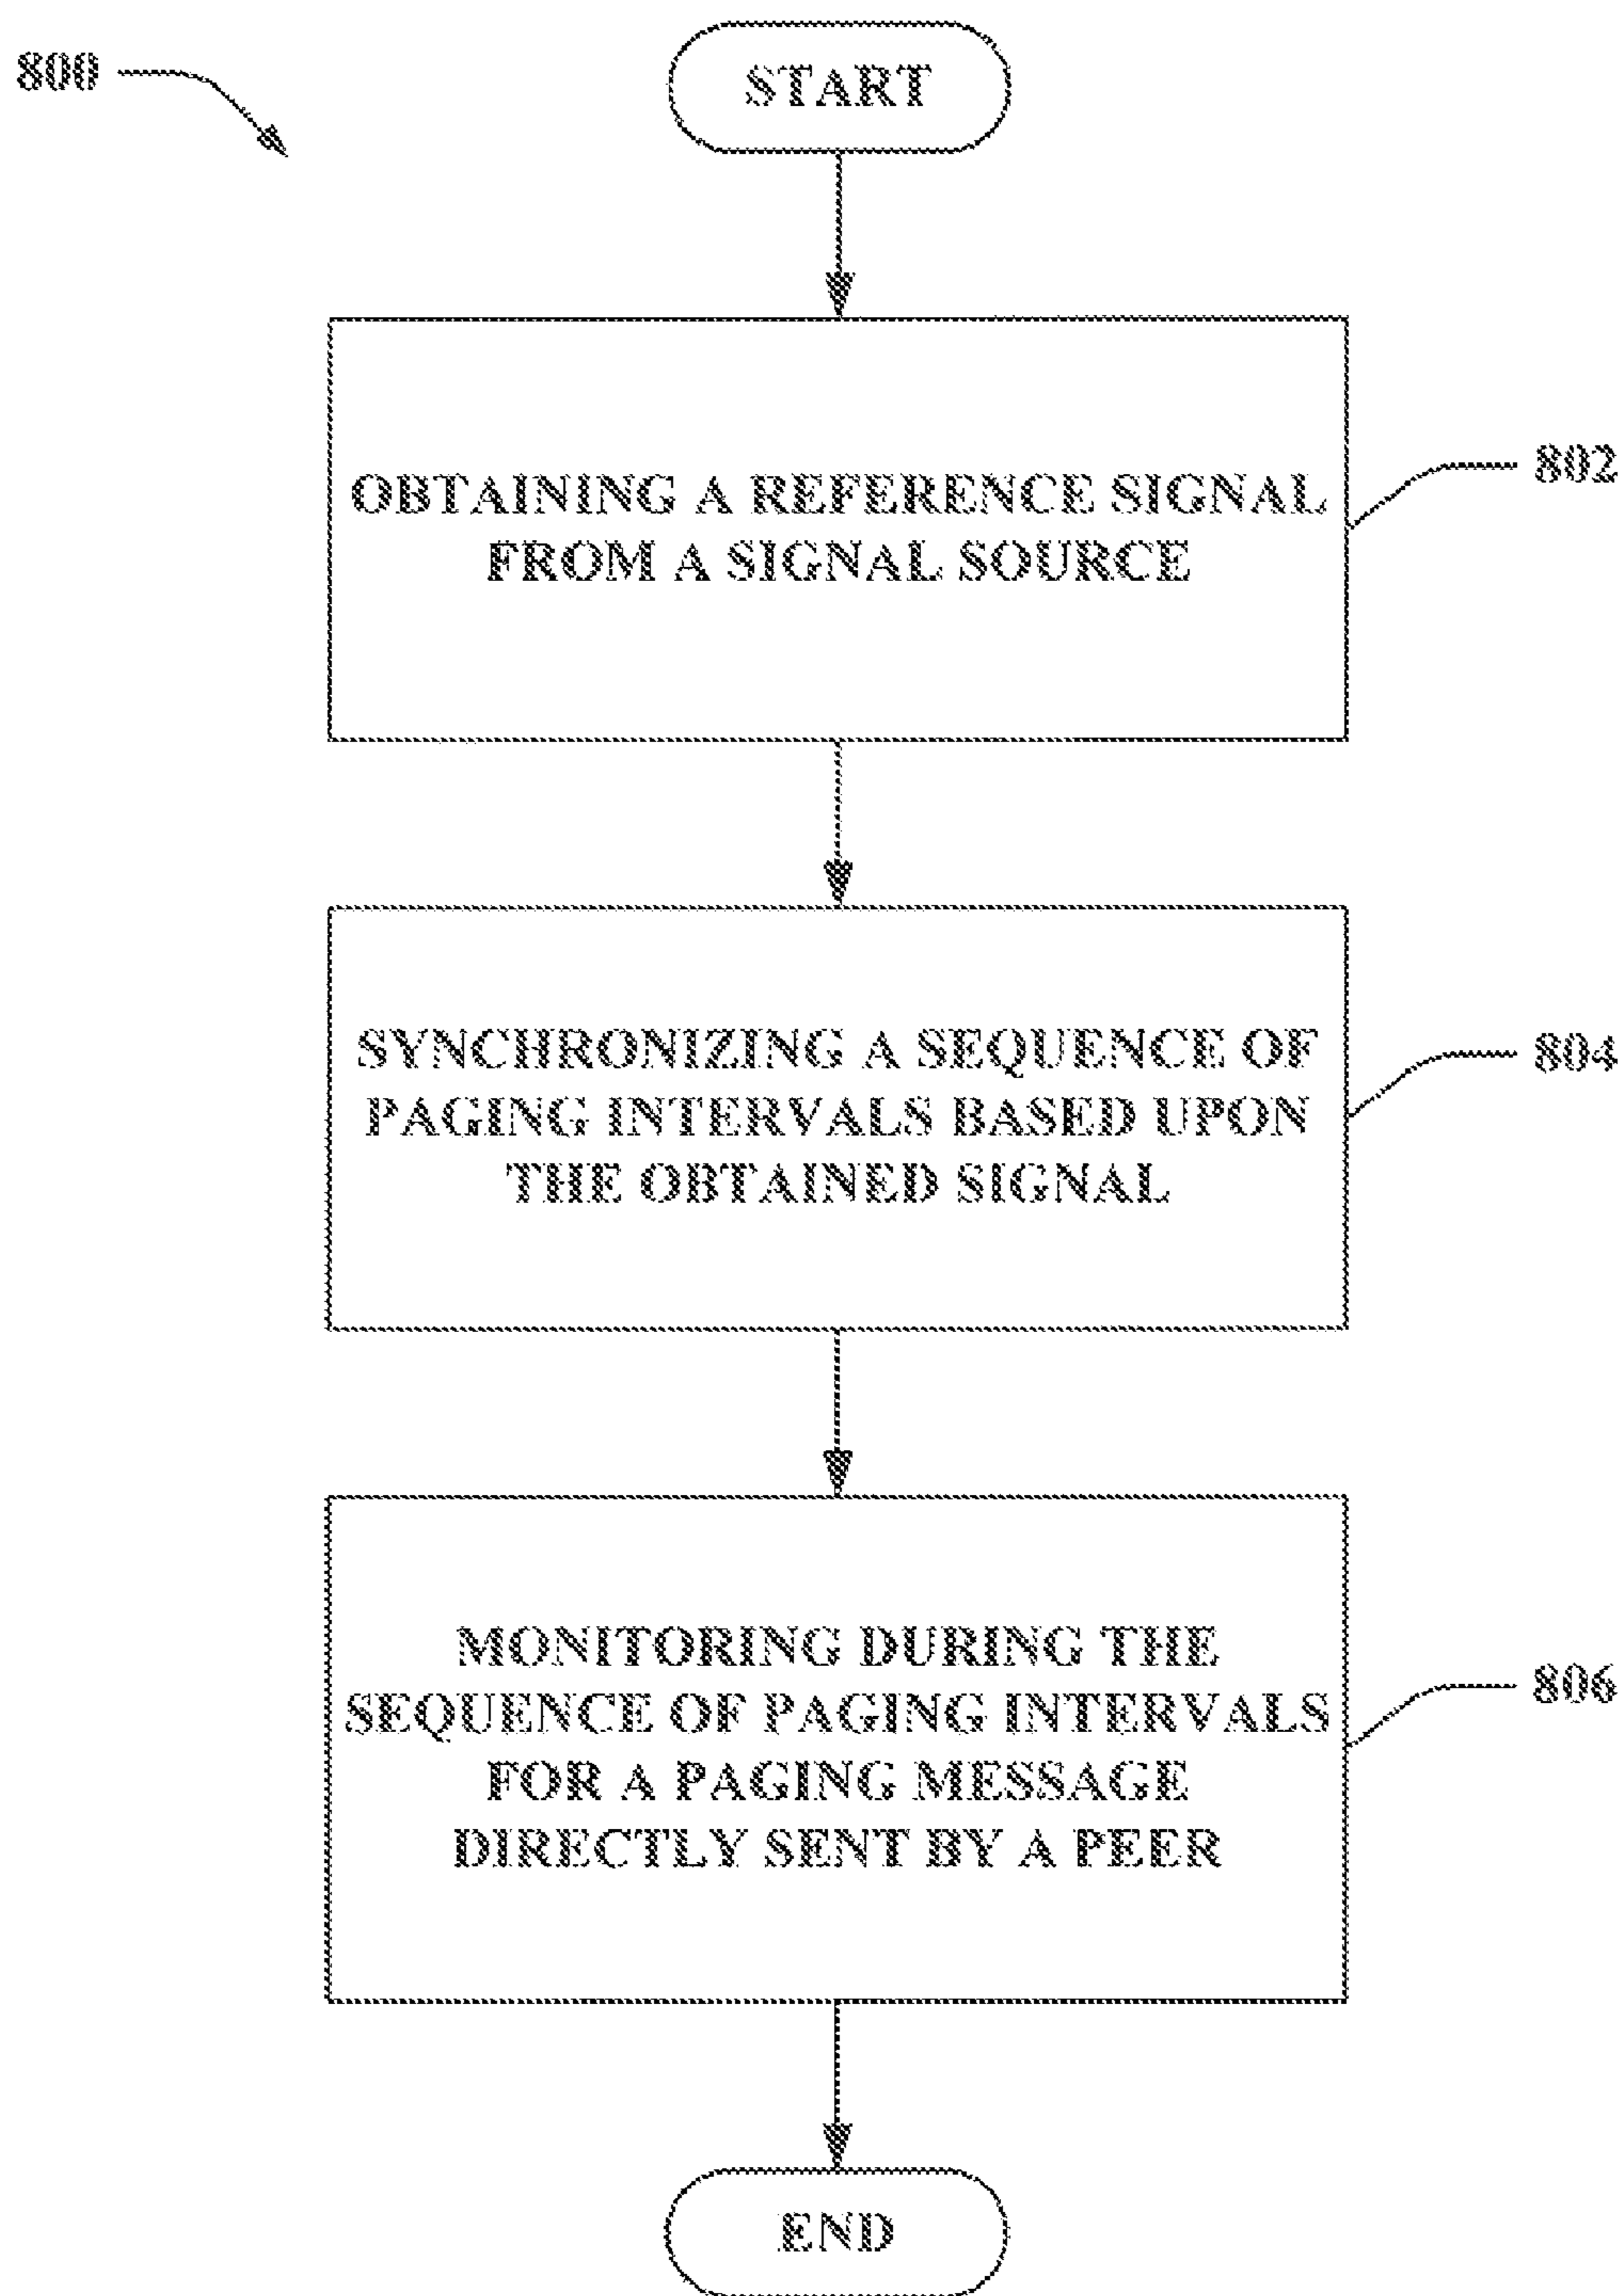 800
START
OBTAINING A REFERENCE SIGNAL
FROM A SIGNAL SOURCE
802
SYNCHRONIZING A SEQUENCE OF
PAGING INTERVALS BASED UPON
THE OBTAINED SIGNAL
804
MONITORING DURING THE
SEQUENCE OF PAGING INTERVALS
FOR A PAGING MESSAGE
DIRECTLY SENT BY A PEER
806
END